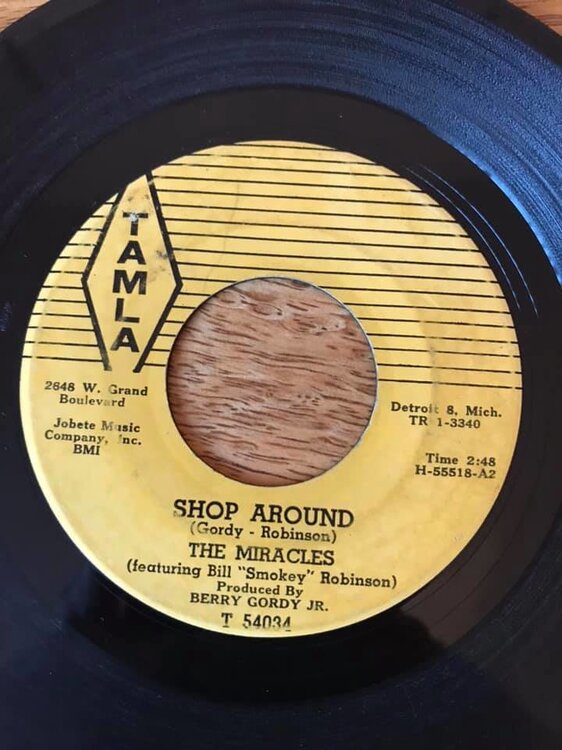 TAMLA
2648 W. Grand
Boulevard
Jobete Music
Company, Inc.
BMI
Detroit 8, Mich.
TR 1-3340
Time 2:48
H-55518-A2
SHOP AROUND
(Gordy - Robinson)
THE MIRACLES
(featuring Bill "Smokey" Robinson)
Produced By
BERRY GORDY JR.
T 54034